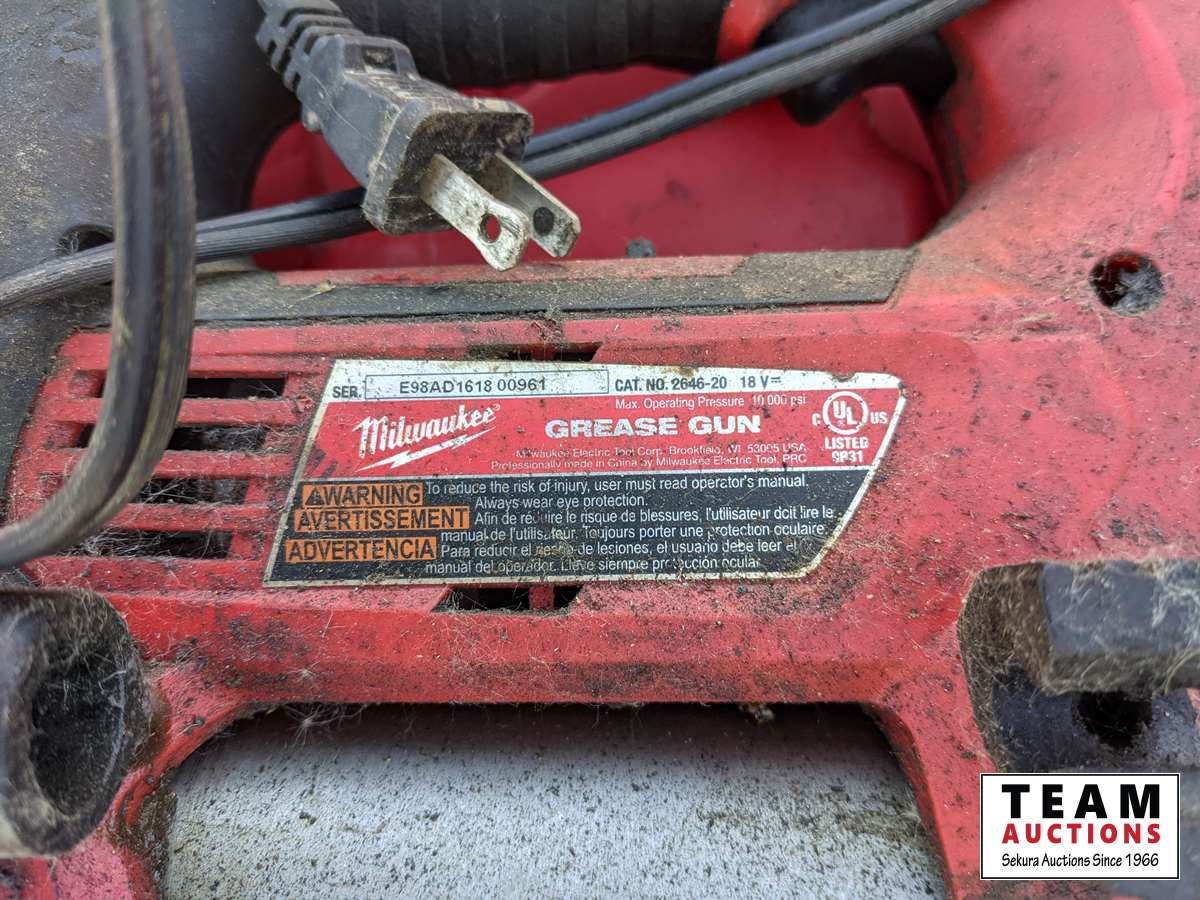 SER. E98AD1618 00961 CAT. NO. 2646-20 18 V
Max. Operating Pressure 10 000 psi
Milwaukee®
GREASE GUN
C UL US
LISTED
9P31
Milwaukee Electric Tool Corp. Brookfield, WI 53005 USA
Professionally made in China by Milwaukee Electric Tool, PRC
WARNING To reduce the risk of injury, user must read operator's manual.
Always wear eye protection.
AVERTISSEMENT Afin de réduire le risque de blessures, l'utilisateur doit lire le
manuel de l'utilisateur. Toujours porter une protection oculaire.
ADVERTENCIA Para reducir el riesgo de lesiones, el usuario debe leer el
manual del operador. Lleve siempre protección ocular.
TEAM
AUCTIONS
Sekura Auctions Since 1966